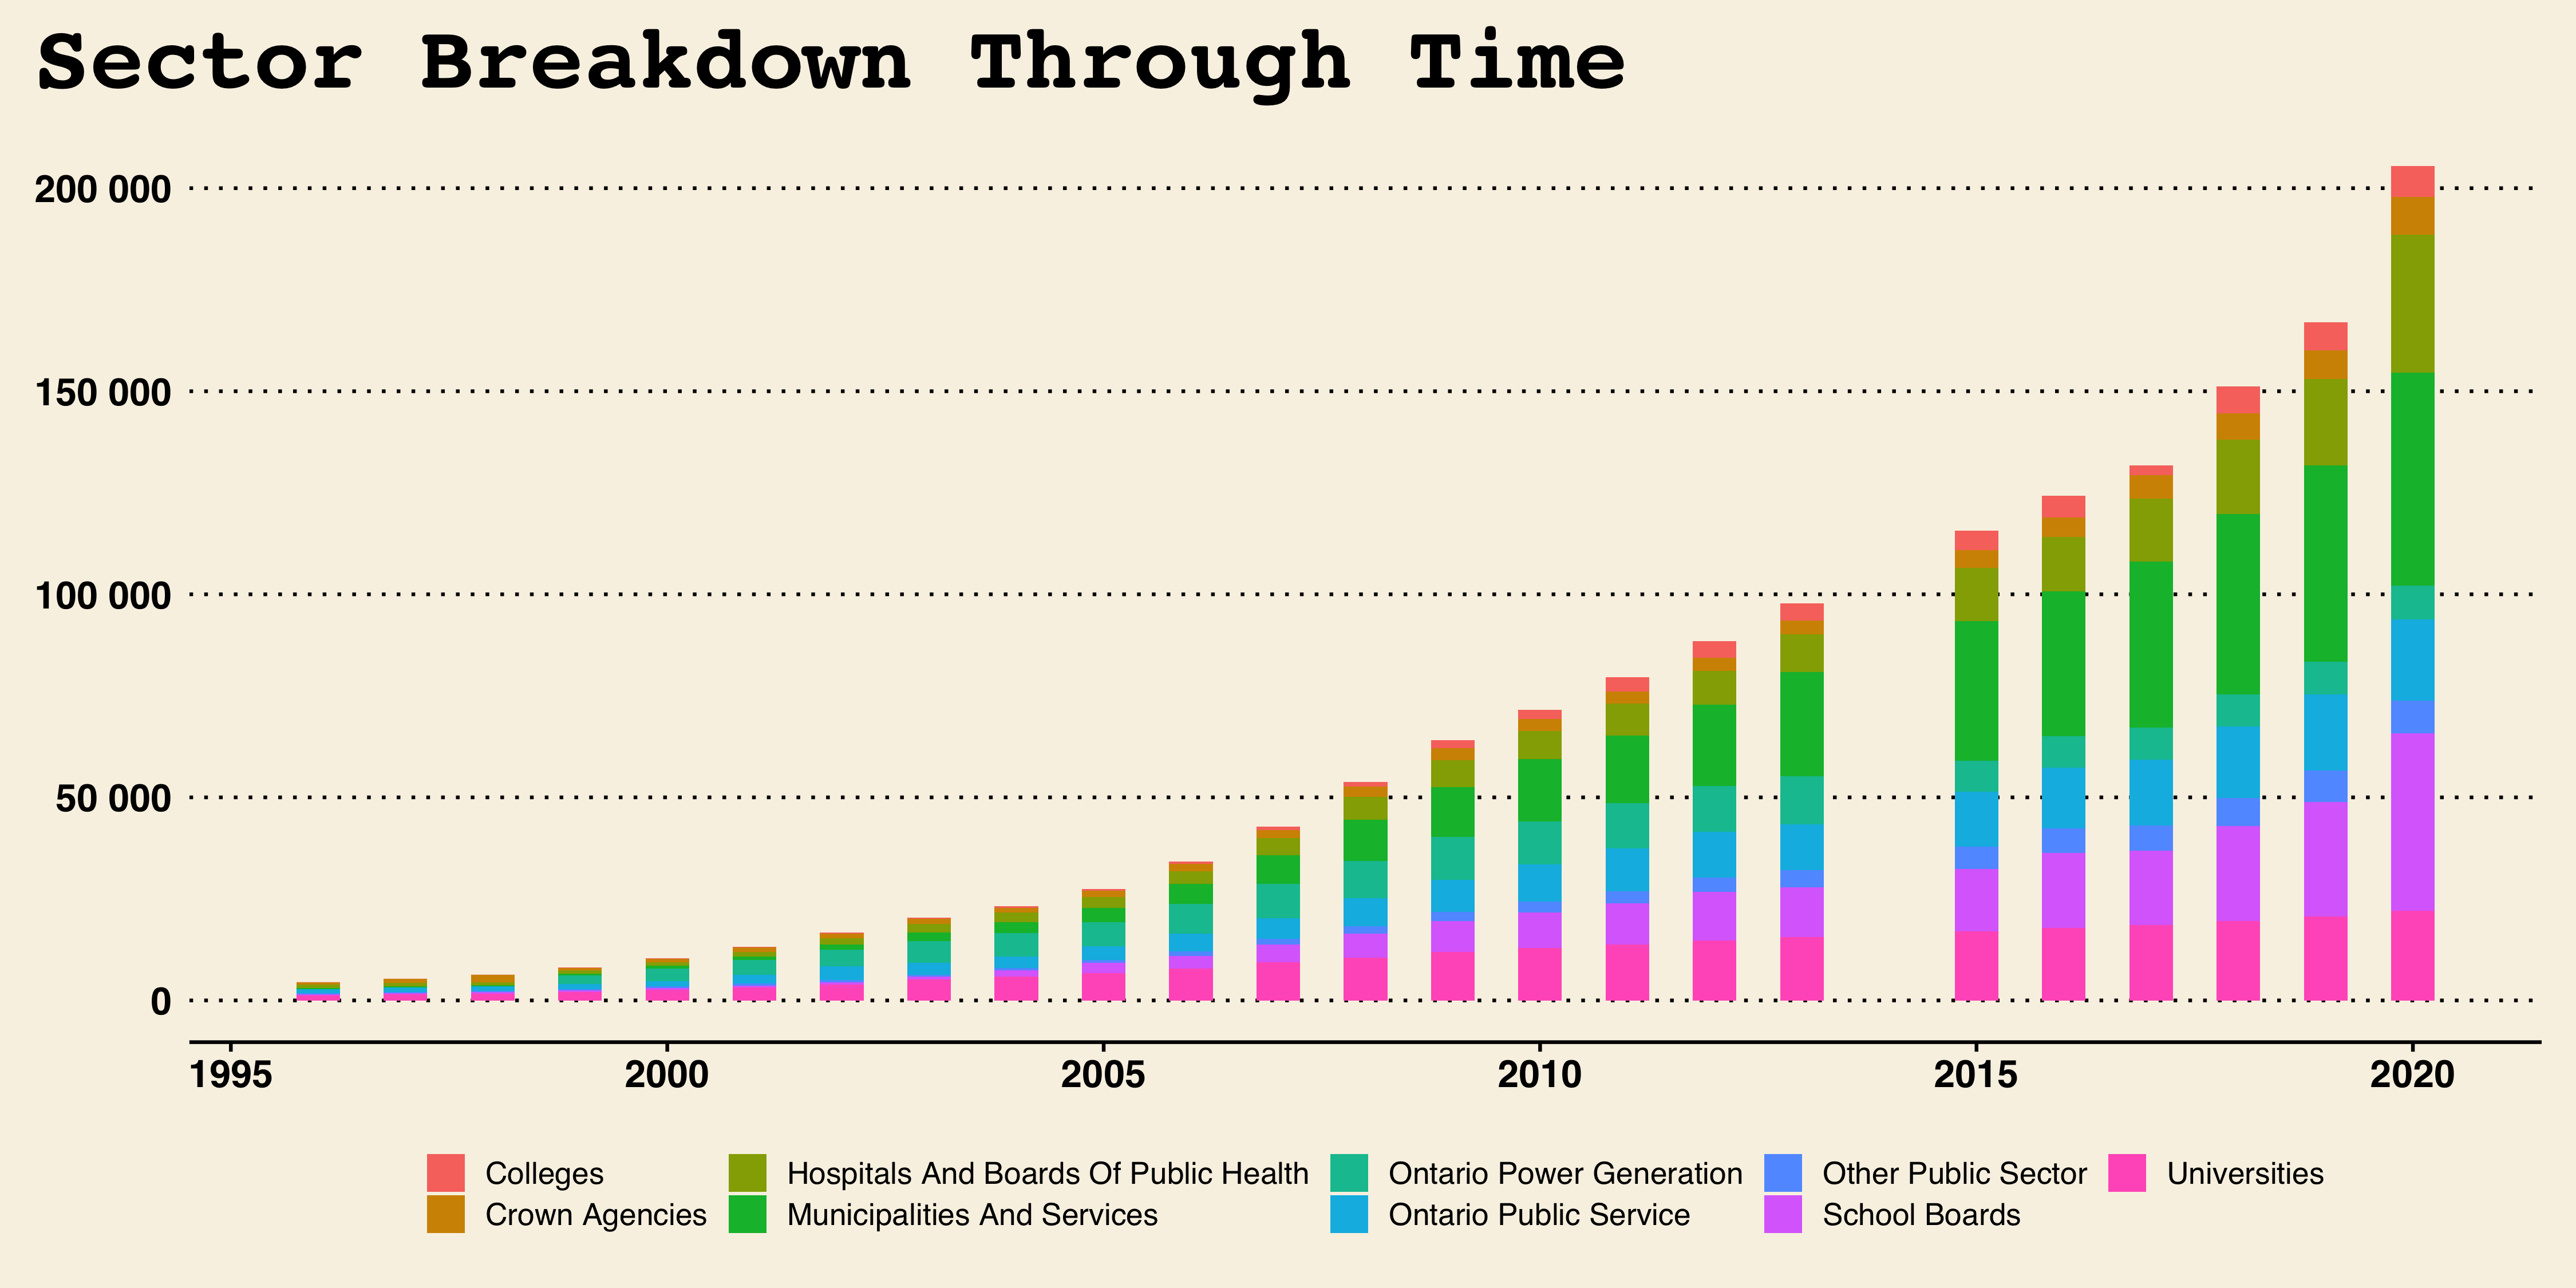 Sector Breakdown Through Time
200 000
150 000
100 000
50 000
0
1995 2000 2005 2010 2015 2020
Colleges Hospitals And Boards Of Public Health Ontario Power Generation Other Public Sector Universities
Crown Agencies Municipalities And Services Ontario Public Service School Boards